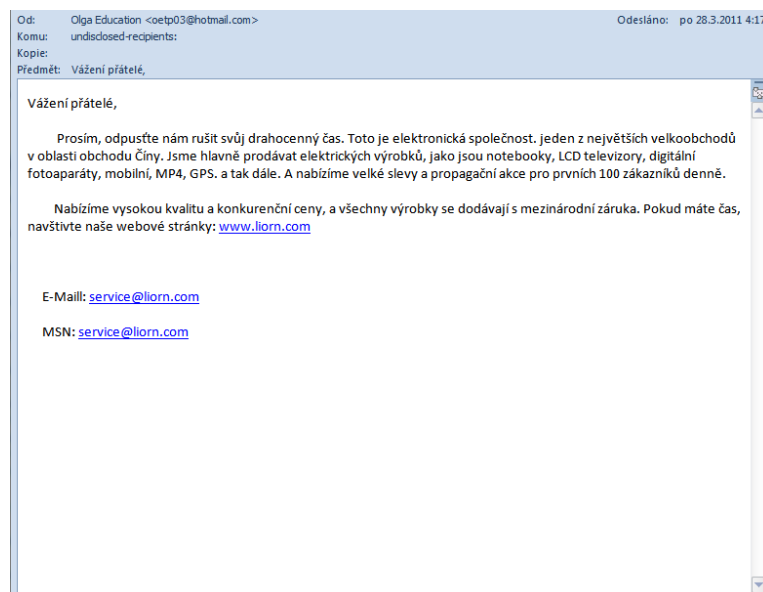 Od: Olga Education <oetp03@hotmail.com> Odesláno: po 28.3.2011 4:17
Komu: undisclosed-recipients:
Kopie:
Předmět: Vážení přátelé,
Vážení přátelé,
Prosím, odpusťte nám rušit svůj drahocenný čas. Toto je elektronická společnost. jeden z největších velkoobchodů
v oblasti obchodu Číny. Jsme hlavně prodávat elektrických výrobků, jako jsou notebooky, LCD televizory, digitální
fotoaparáty, mobilní, MP4, GPS. a tak dále. A nabízíme velké slevy a propagační akce pro prvních 100 zákazníků denně.
Nabízíme vysokou kvalitu a konkurenční ceny, a všechny výrobky se dodávají s mezinárodní záruka. Pokud máte čas,
navštivte naše webové stránky: www.liorn.com
E-Maill: service@liorn.com
MSN: service@liorn.com